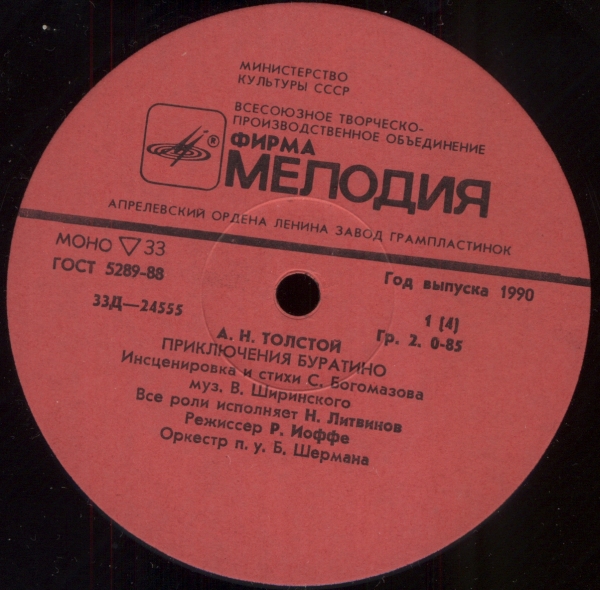 МИНИСТЕРСТВО
КУЛЬТУРЫ СССР
ВСЕСОЮЗНОЕ ТВОРЧЕСКО-
ПРОИЗВОДСТВЕННОЕ ОБЪЕДИНЕНИЕ
ФИРМА
®
МЕЛОДИЯ
АПРЕЛЕВСКИЙ ОРДЕНА ЛЕНИНА ЗАВОД ГРАМПЛАСТИНОК
МОНО ▽ 33
ГОСТ 5289-88
Год выпуска 1990
33Д—24555
1 (4)
Гр. 2. 0-85
А. Н. ТОЛСТОЙ
ПРИКЛЮЧЕНИЯ БУРАТИНО
Инсценировка и стихи С. Богомазова
муз. В. Ширинского
Все роли исполняет Н. Литвинов
Режиссер Р. Иоффе
Оркестр п. у. Б. Шермана